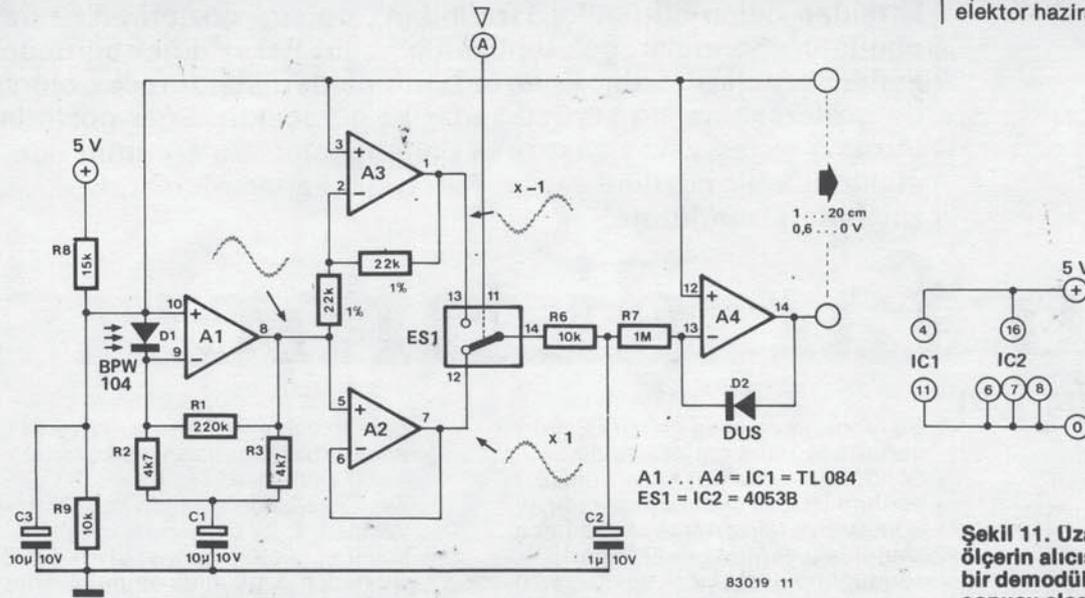 elektor hazir
A
5 V
+
R8
15k
3
+
2
−
A3
1
x −1
22k
1%
22k
1%
1 . . . 20 cm
0,6 . . . 0 V
10
+
9
−
A1
8
D1
BPW
104
13
11
ES1
14
12
R6
10k
R7
1M
12
+
13
−
A4
14
5 V
+
4
16
IC1
IC2
11
6
7
8
0
R1
220k
R2
4k7
R3
4k7
5
+
6
−
A2
7
x 1
D2
DUS
A1 . . . A4 = IC1 = TL 084
ES1 = IC2 = 4053B
C3
10µ 10V
R9
10k
C1
10µ 10V
C2
1µ 10V
83019 11
Şekil 11. Uza
ölçerin alıcıs
bir demodül